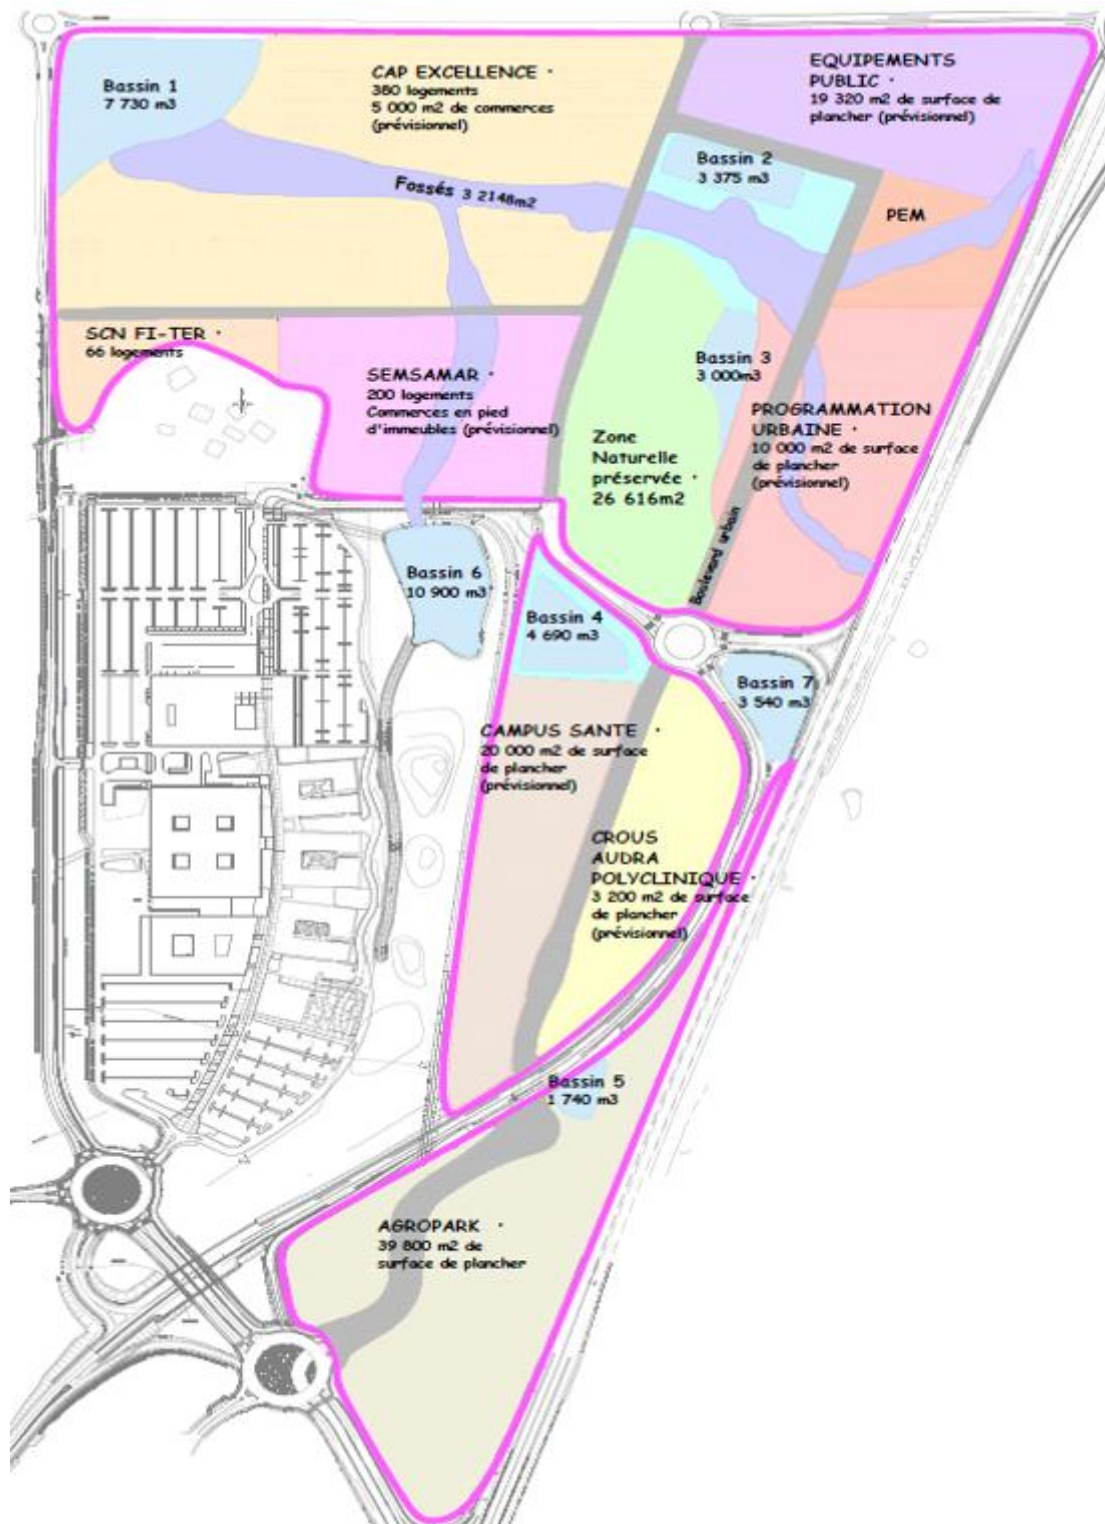 Bassin 1
7 730 m3
CAP EXCELLENCE ·
380 logements
5 000 m2 de commerces
(prévisionnel)
EQUIPEMENTS
PUBLIC ·
19 320 m2 de surface de
plancher (prévisionnel)
Bassin 2
3 375 m3
Fossés 3 2148m2
PEM
SCN FI-TER ·
66 logements
SEMSAMAR ·
200 logements
Commerces en pied
d'immeubles (prévisionnel)
Bassin 3
3 000m3
Zone
Naturelle
préservée ·
26 616m2
PROGRAMMATION
URBAINE ·
10 000 m2 de surface
de plancher
(prévisionnel)
Boulevard urbain
Bassin 6
10 900 m3
Bassin 4
4 690 m3
Bassin 7
3 540 m3
CAMPUS SANTE ·
20 000 m2 de surface
de plancher
(prévisionnel)
CROUS
AUDRA
POLYCLINIQUE ·
3 200 m2 de surface
de plancher
(prévisionnel)
Bassin 5
1 740 m3
AGROPARK ·
39 800 m2 de
surface de plancher